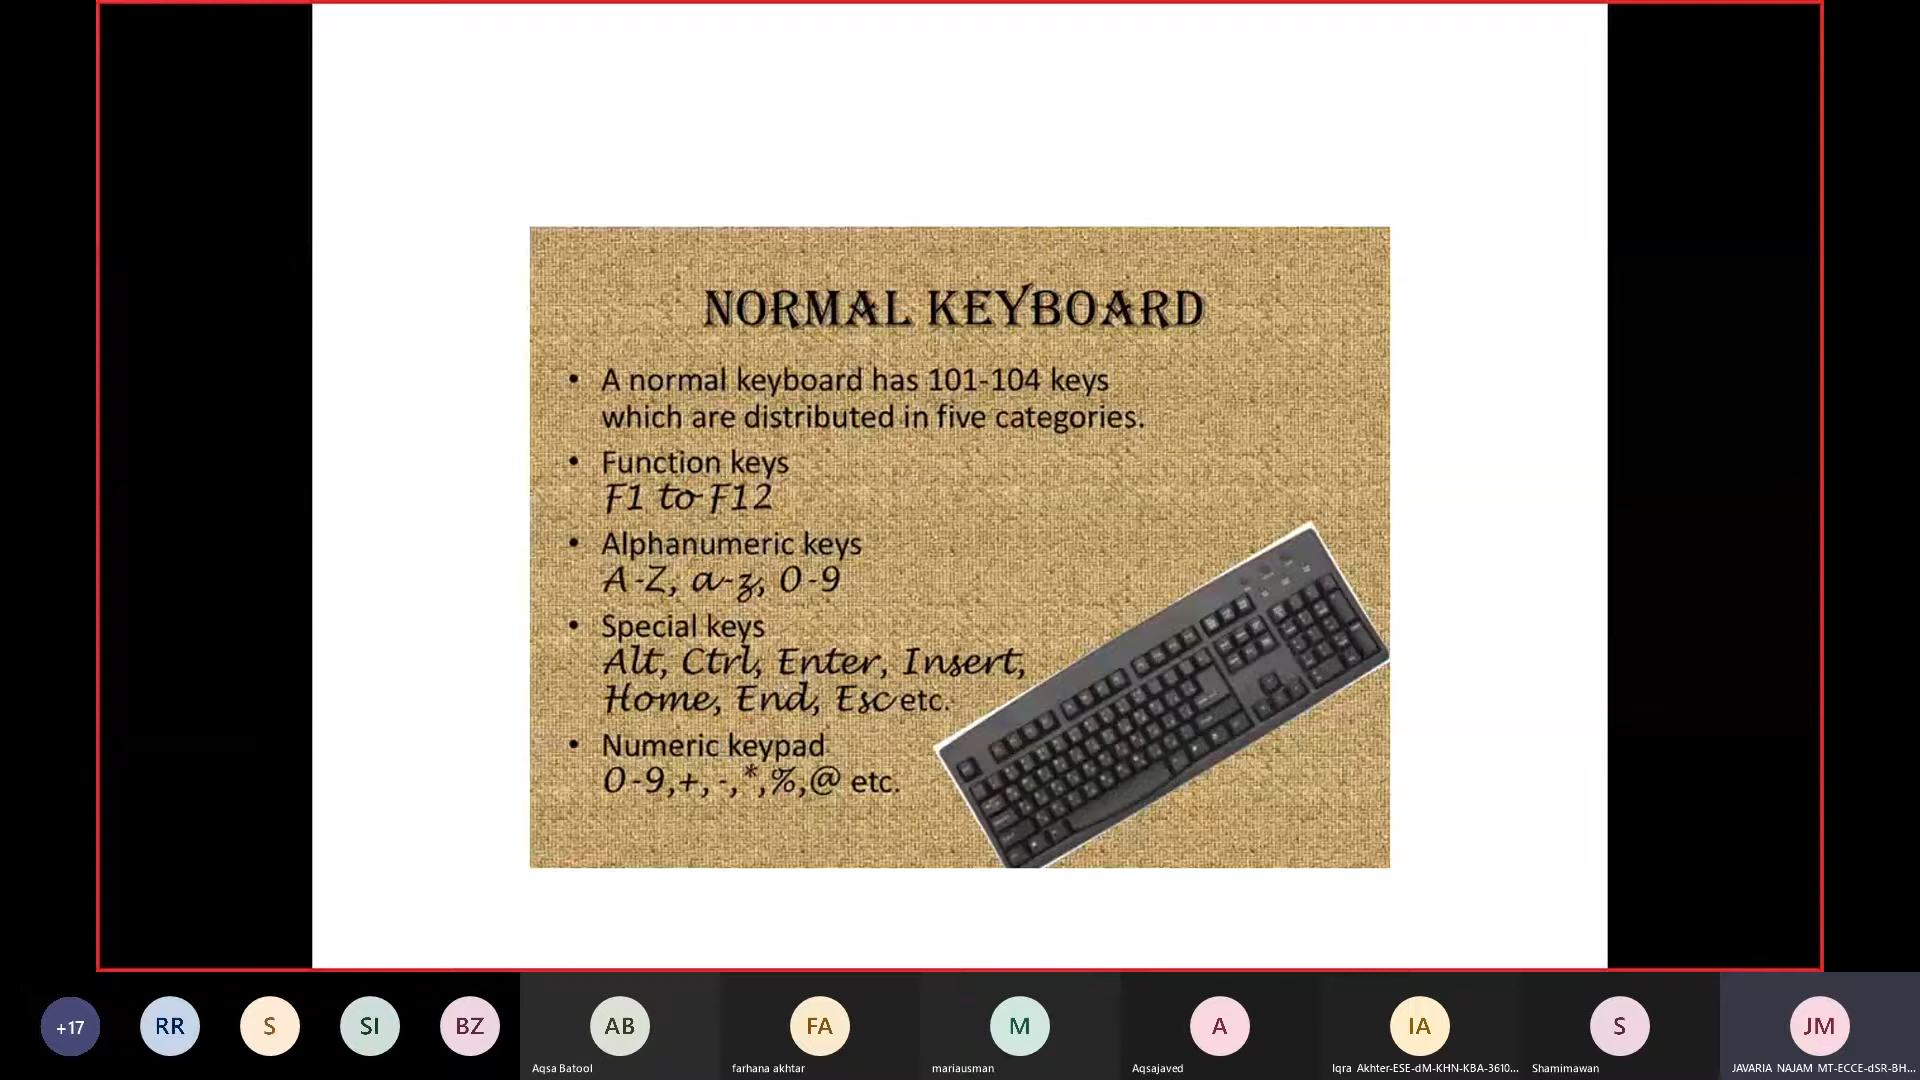 NORMAL KEYBOARD
• A normal keyboard has 101-104 keys
which are distributed in five categories.
• Function keys
F1 to F12
• Alphanumeric keys
A-Z, a-z, 0-9
• Special keys
Alt, Ctrl, Enter, Insert,
Home, End, Esc etc.
• Numeric keypad
0-9,+,-,*,%,@ etc.
+17
RR
S
SI
BZ
AB
FA
M
A
IA
S
JM
Aqsa Batool
farhana akhtar
mariausman
Aqsajaved
Iqra Akhter-ESE-dM-KHN-KBA-3610...
Shamimawan
JAVARIA NAJAM MT-ECCE-dSR-BH...